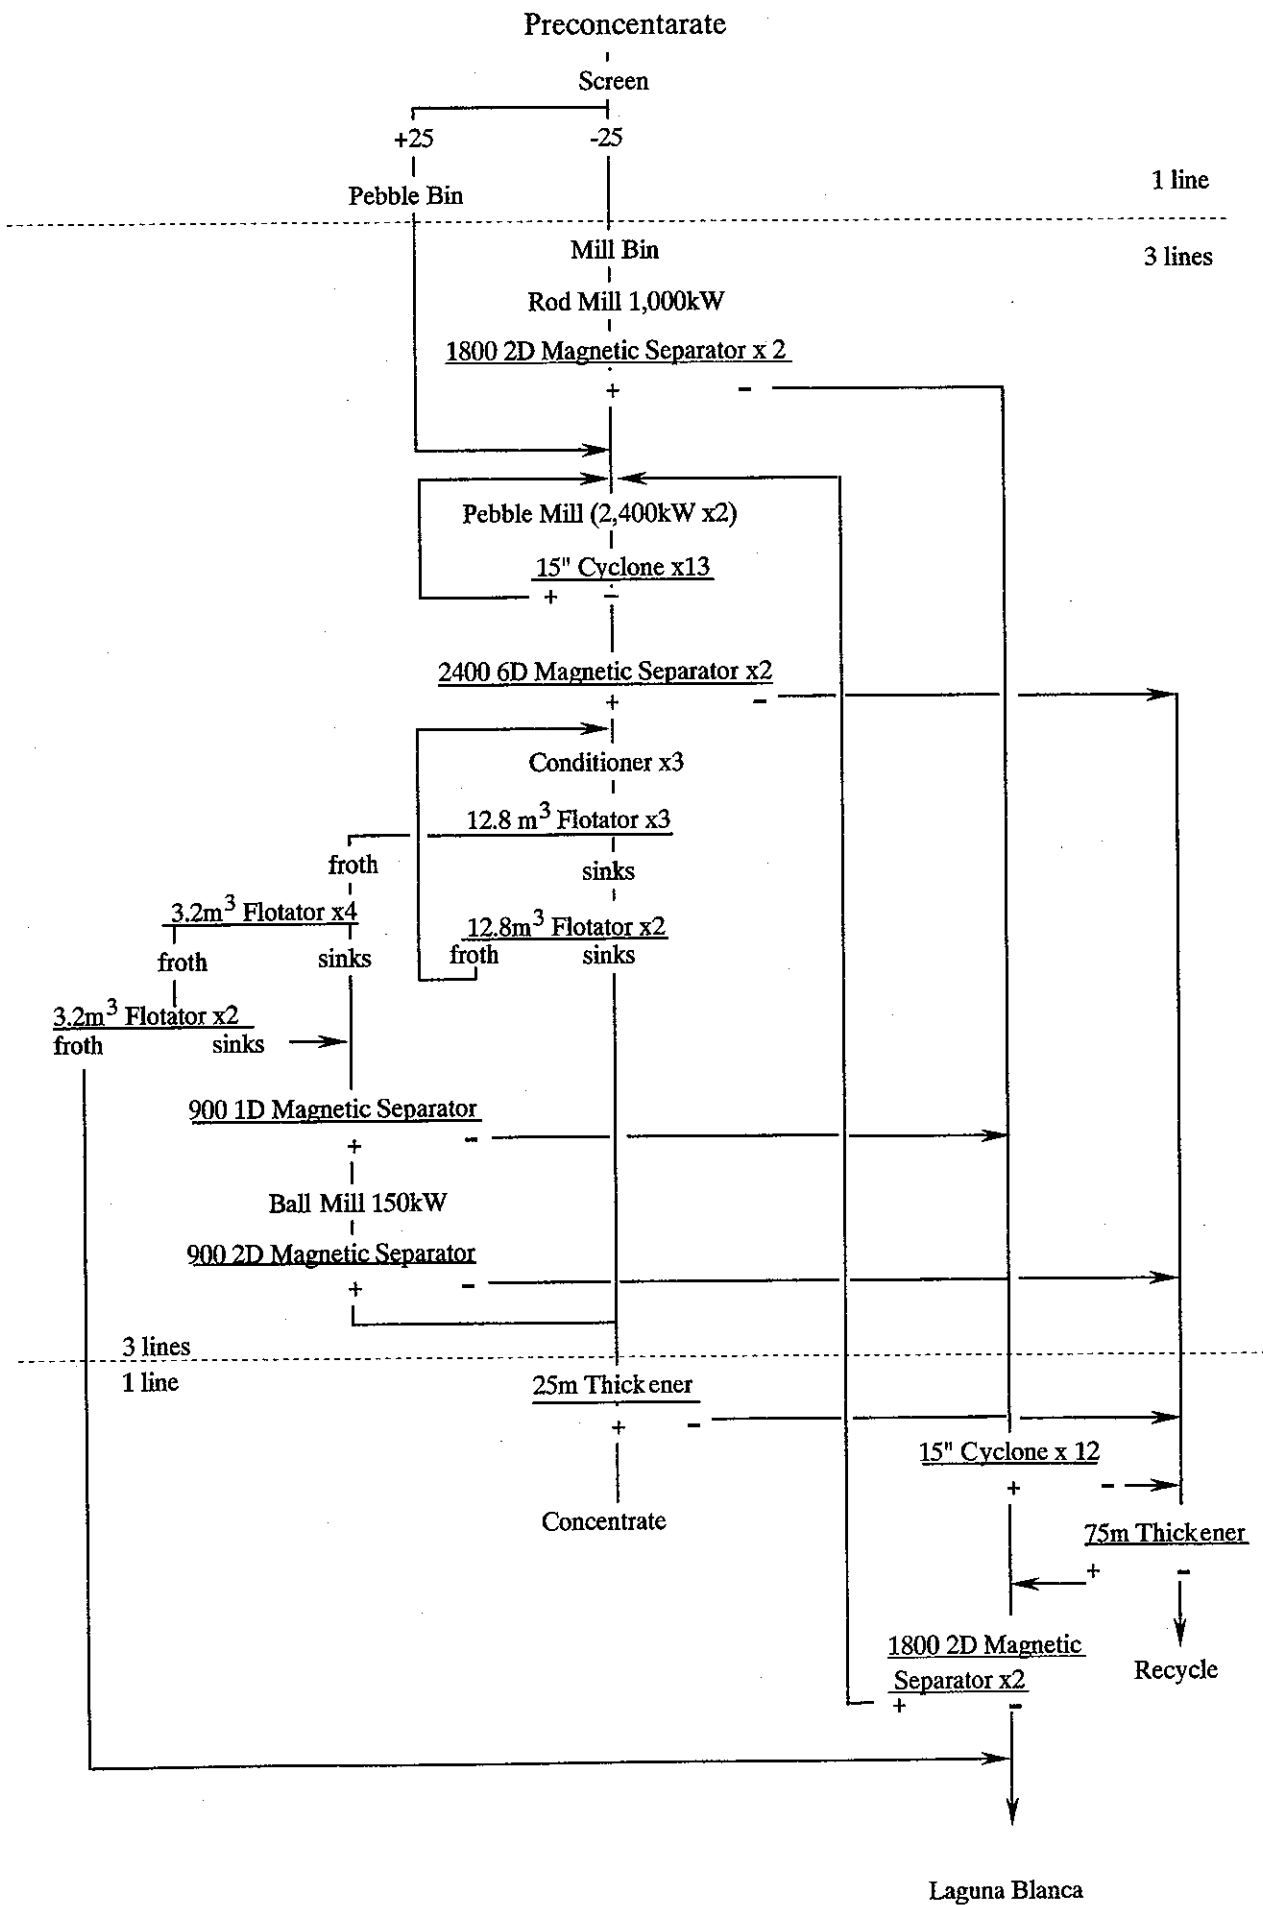 Preconcentarate
Screen
+25
-25
Pebble Bin
1 line
Mill Bin
3 lines
Rod Mill 1,000kW
1800 2D Magnetic Separator x 2
+ -
Pebble Mill (2,400kW x2)
15" Cyclone x13
+ -
2400 6D Magnetic Separator x2
+ -
Conditioner x3
12.8 m³ Flotator x3
froth
sinks
3.2m³ Flotator x4
froth
sinks
12.8m³ Flotator x2
froth
sinks
3.2m³ Flotator x2
froth
sinks
900 1D Magnetic Separator
+ -
Ball Mill 150kW
900 2D Magnetic Separator
+ -
3 lines
1 line
25m Thickener
+ -
15" Cyclone x 12
+ -
Concentrate
75m Thickener
+ -
1800 2D Magnetic
Separator x2
+ -
Recycle
Laguna Blanca